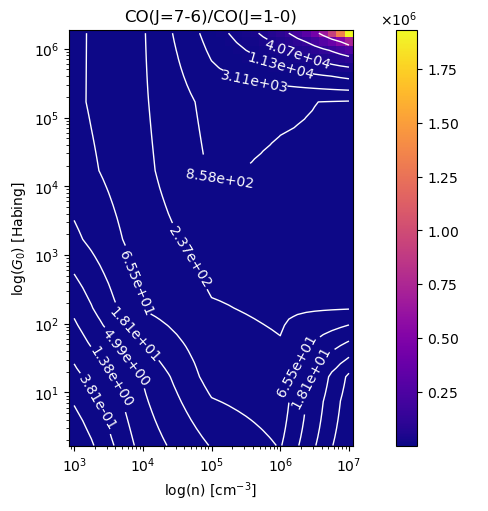 CO(J=7-6)/CO(J=1-0)
×10⁶
log(G₀) [Habing]
10⁶
10⁵
10⁴
10³
10²
10¹
4.07e+04
1.13e+04
3.11e+03
8.58e+02
2.37e+02
6.55e+01
1.81e+01
4.99e+00
1.38e+00
3.81e-01
6.55e+01
1.81e+01
10³ 10⁴ 10⁵ 10⁶ 10⁷
log(n) [cm⁻³]
1.75
1.50
1.25
1.00
0.75
0.50
0.25